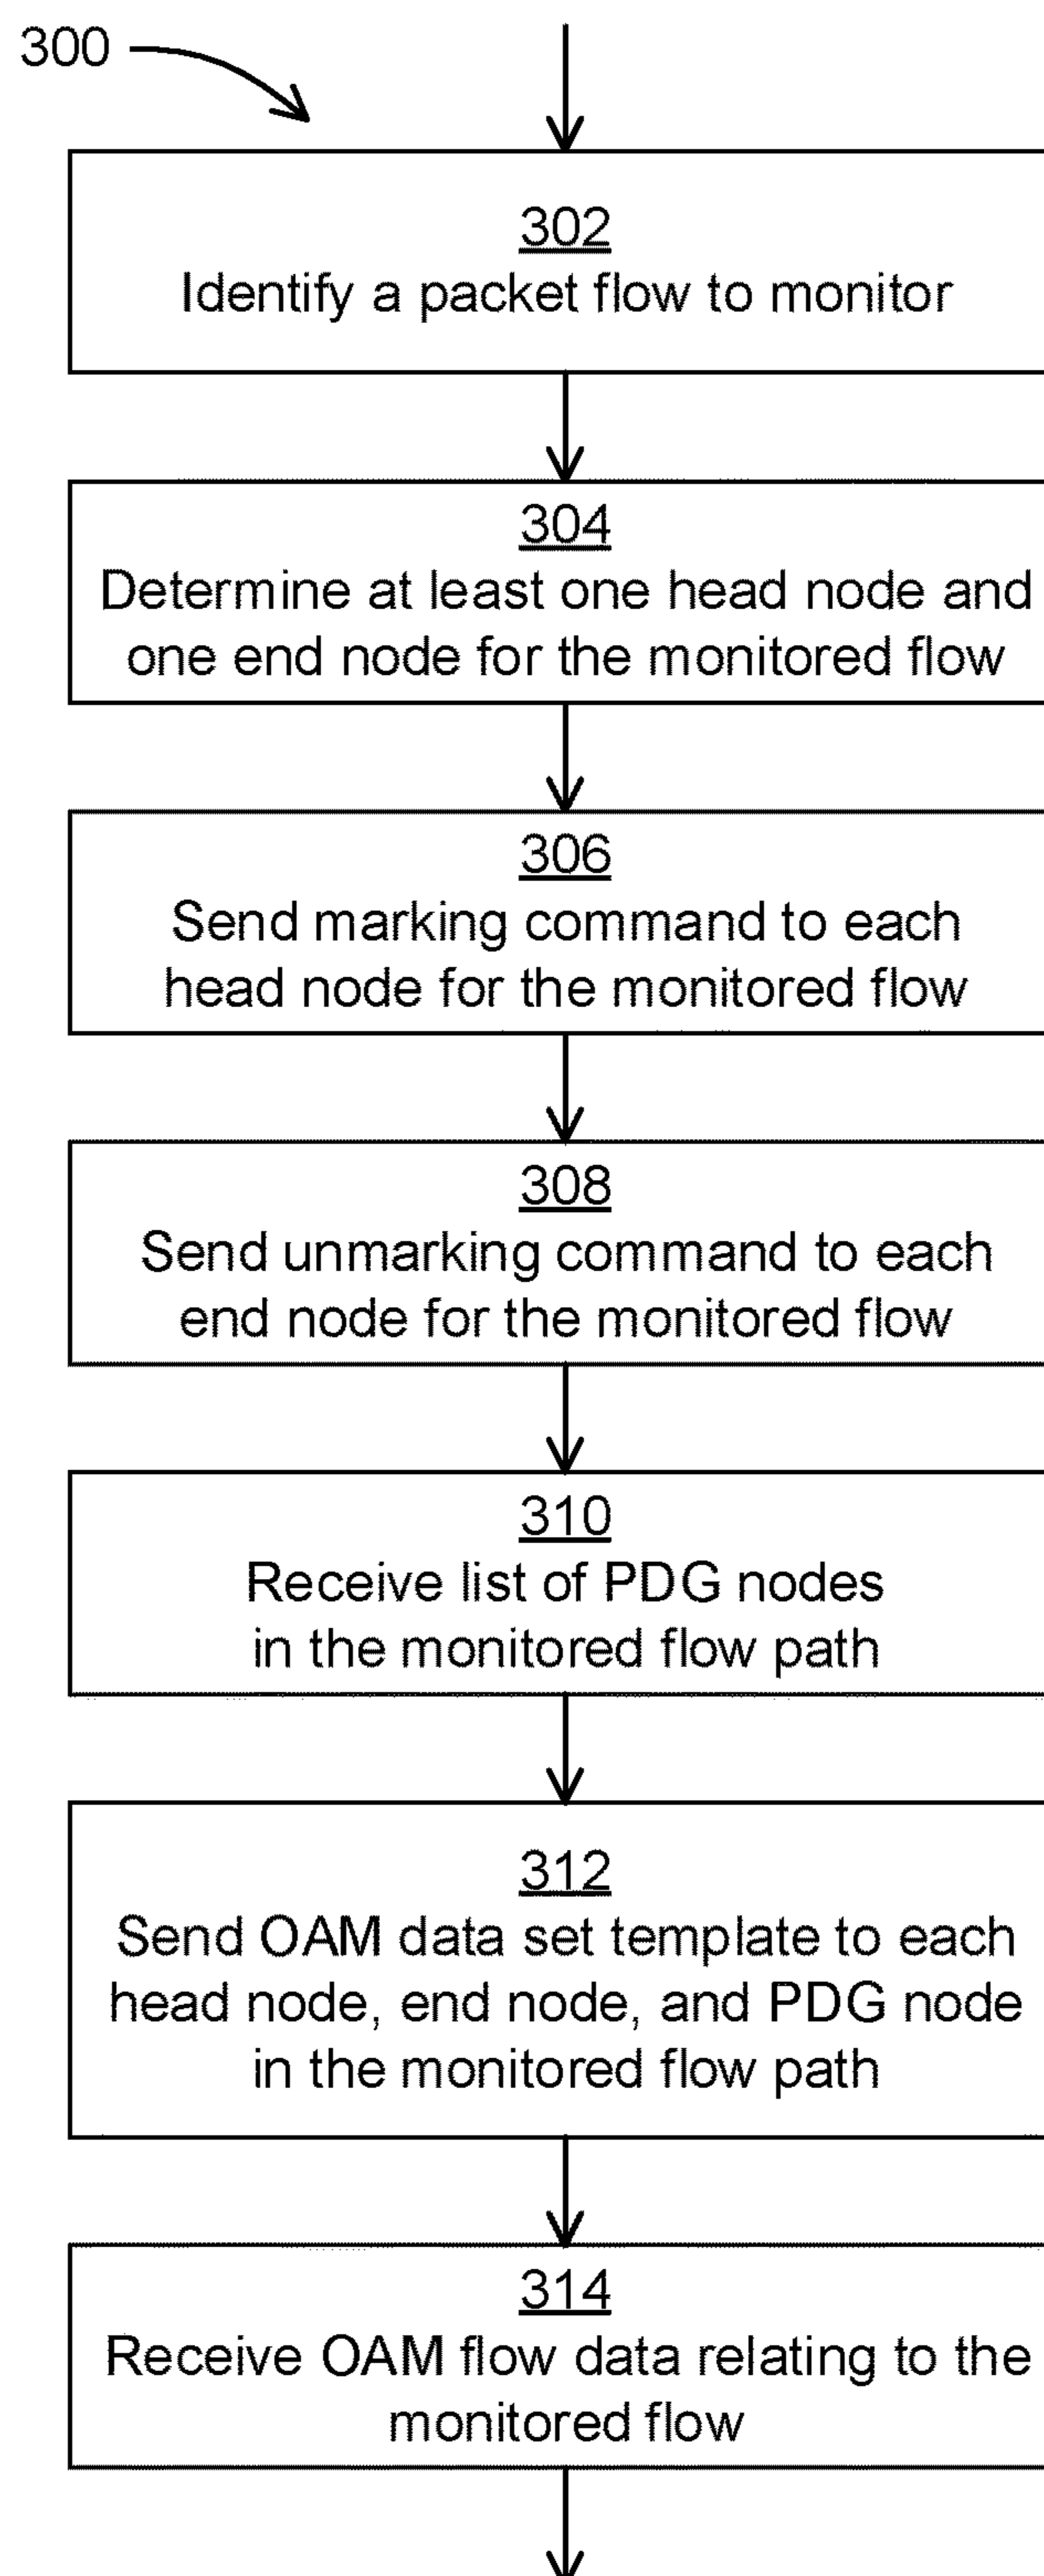 300
302
Identify a packet flow to monitor
304
Determine at least one head node and
one end node for the monitored flow
306
Send marking command to each
head node for the monitored flow
308
Send unmarking command to each
end node for the monitored flow
310
Receive list of PDG nodes
in the monitored flow path
312
Send OAM data set template to each
head node, end node, and PDG node
in the monitored flow path
314
Receive OAM flow data relating to the
monitored flow